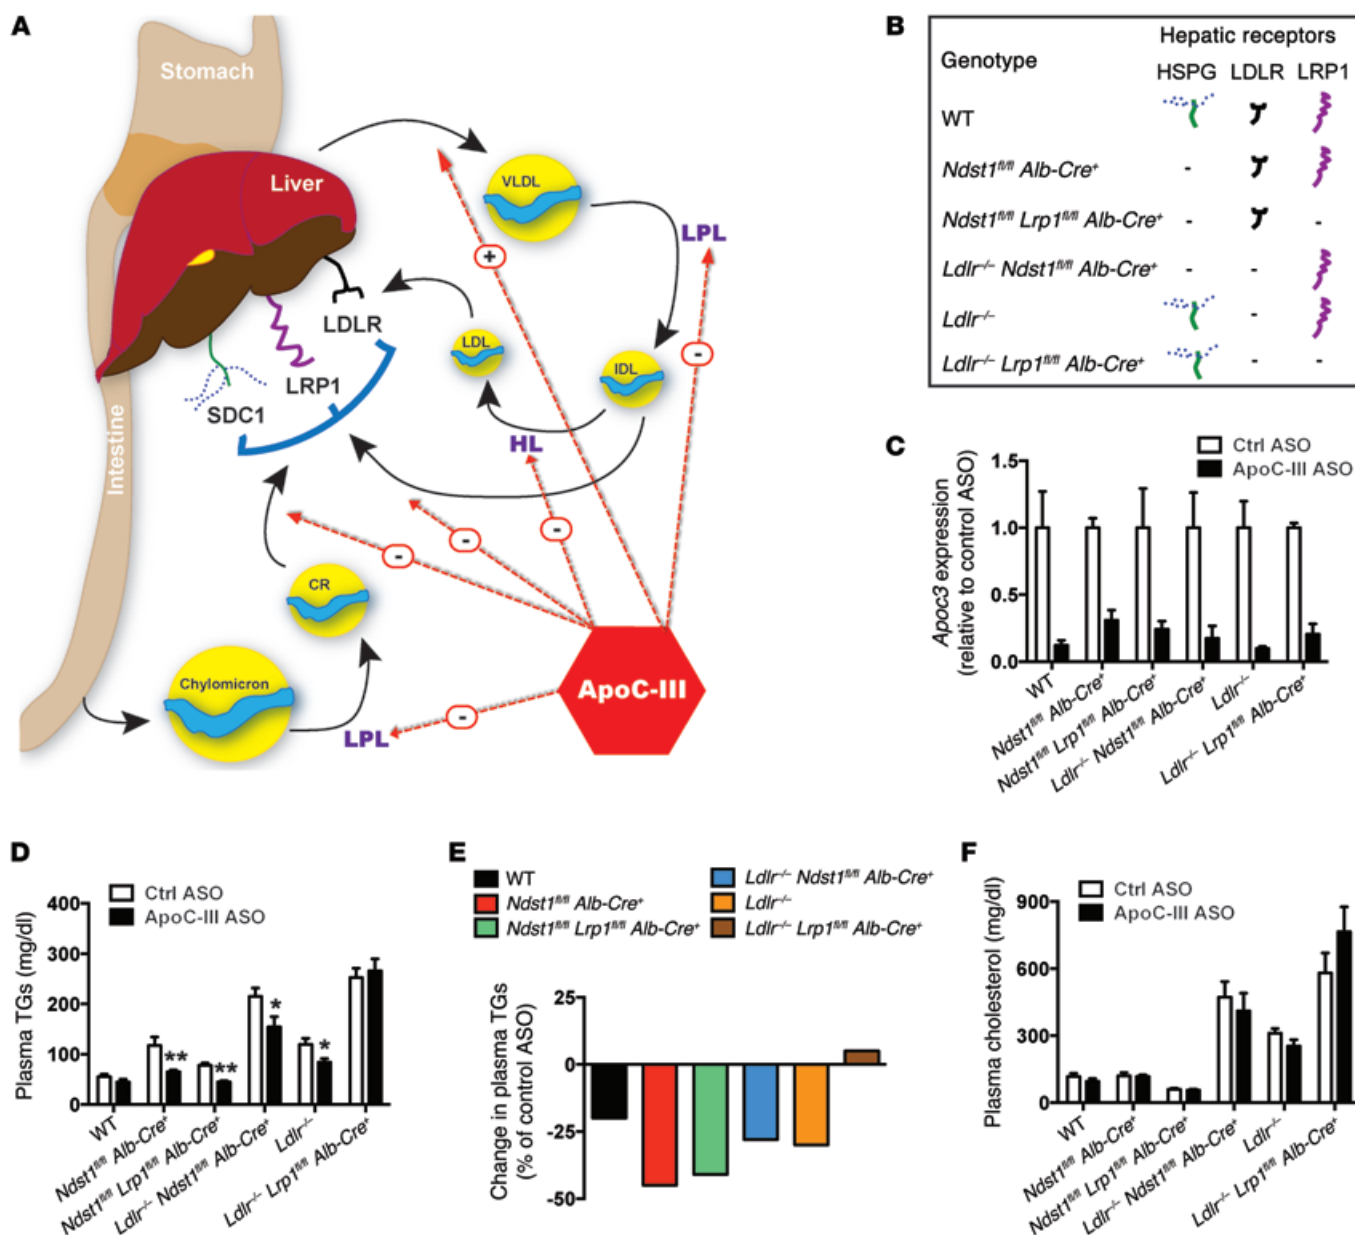 A
Stomach
Liver
Intestine
VLDL
LPL
+
-
LDLR
LDL
IDL
LRP1
SDC1
HL
-
-
-
CR
Chylomicron
ApoC-III
-
LPL
B
Hepatic receptors
Genotype
HSPG LDLR LRP1
WT
Ndst1fl/fl Alb-Cre+ -
Ndst1fl/fl Lrp1fl/fl Alb-Cre+ - -
Ldlr−/− Ndst1fl/fl Alb-Cre+ - -
Ldlr−/− -
Ldlr−/− Lrp1fl/fl Alb-Cre+ - -
C
Ctrl ASO
ApoC-III ASO
Apoc3 expression
(relative to control ASO)
1.5
1.0
0.5
0.0
WT
Ndst1fl/fl Alb-Cre+
Ndst1fl/fl Lrp1fl/fl Alb-Cre+
Ldlr−/− Ndst1fl/fl Alb-Cre+
Ldlr−/−
Ldlr−/− Lrp1fl/fl Alb-Cre+
D
Ctrl ASO
ApoC-III ASO
Plasma TGs (mg/dl)
400
300
200
100
0
**
**
*
*
WT
Ndst1fl/fl Alb-Cre+
Ndst1fl/fl Lrp1fl/fl Alb-Cre+
Ldlr−/− Ndst1fl/fl Alb-Cre+
Ldlr−/−
Ldlr−/− Lrp1fl/fl Alb-Cre+
E
WT
Ndst1fl/fl Alb-Cre+
Ndst1fl/fl Lrp1fl/fl Alb-Cre+
Ldlr−/− Ndst1fl/fl Alb-Cre+
Ldlr−/−
Ldlr−/− Lrp1fl/fl Alb-Cre+
Change in plasma TGs
(% of control ASO)
25
0
-25
-50
F
Ctrl ASO
ApoC-III ASO
Plasma cholesterol (mg/dl)
900
600
300
0
WT
Ndst1fl/fl Alb-Cre+
Ndst1fl/fl Lrp1fl/fl Alb-Cre+
Ldlr−/− Ndst1fl/fl Alb-Cre+
Ldlr−/−
Ldlr−/− Lrp1fl/fl Alb-Cre+